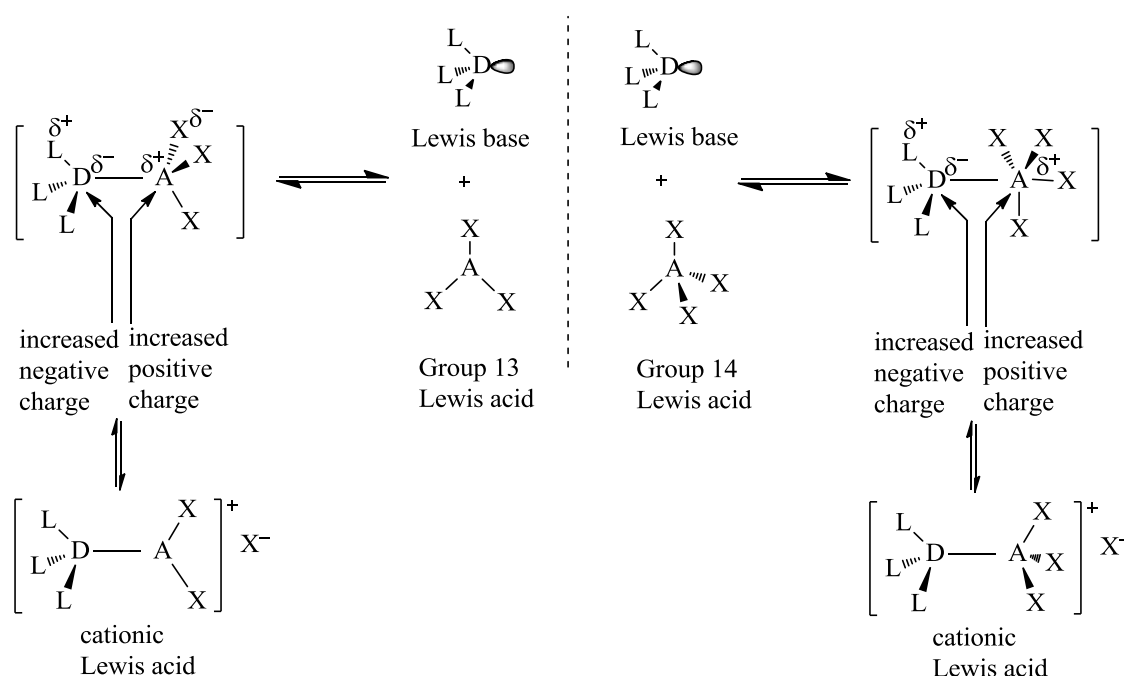 L
D
L
L
Lewis base
+
X
A
X
X
Group 13
Lewis acid
L
D
L
L
Lewis base
+
X
A
X
X
X
Group 14
Lewis acid
δ+
L
δ−
D
L
L
δ+
A
Xδ−
X
X
increased
negative
charge
increased
positive
charge
[
L
D
L
L
A
X
X
]+
X−
cationic
Lewis acid
δ+
L
δ−
D
L
L
X
X
δ+
A
X
X
increased
negative
charge
increased
positive
charge
[
L
D
L
L
A
X
X
X
]+
X−
cationic
Lewis acid